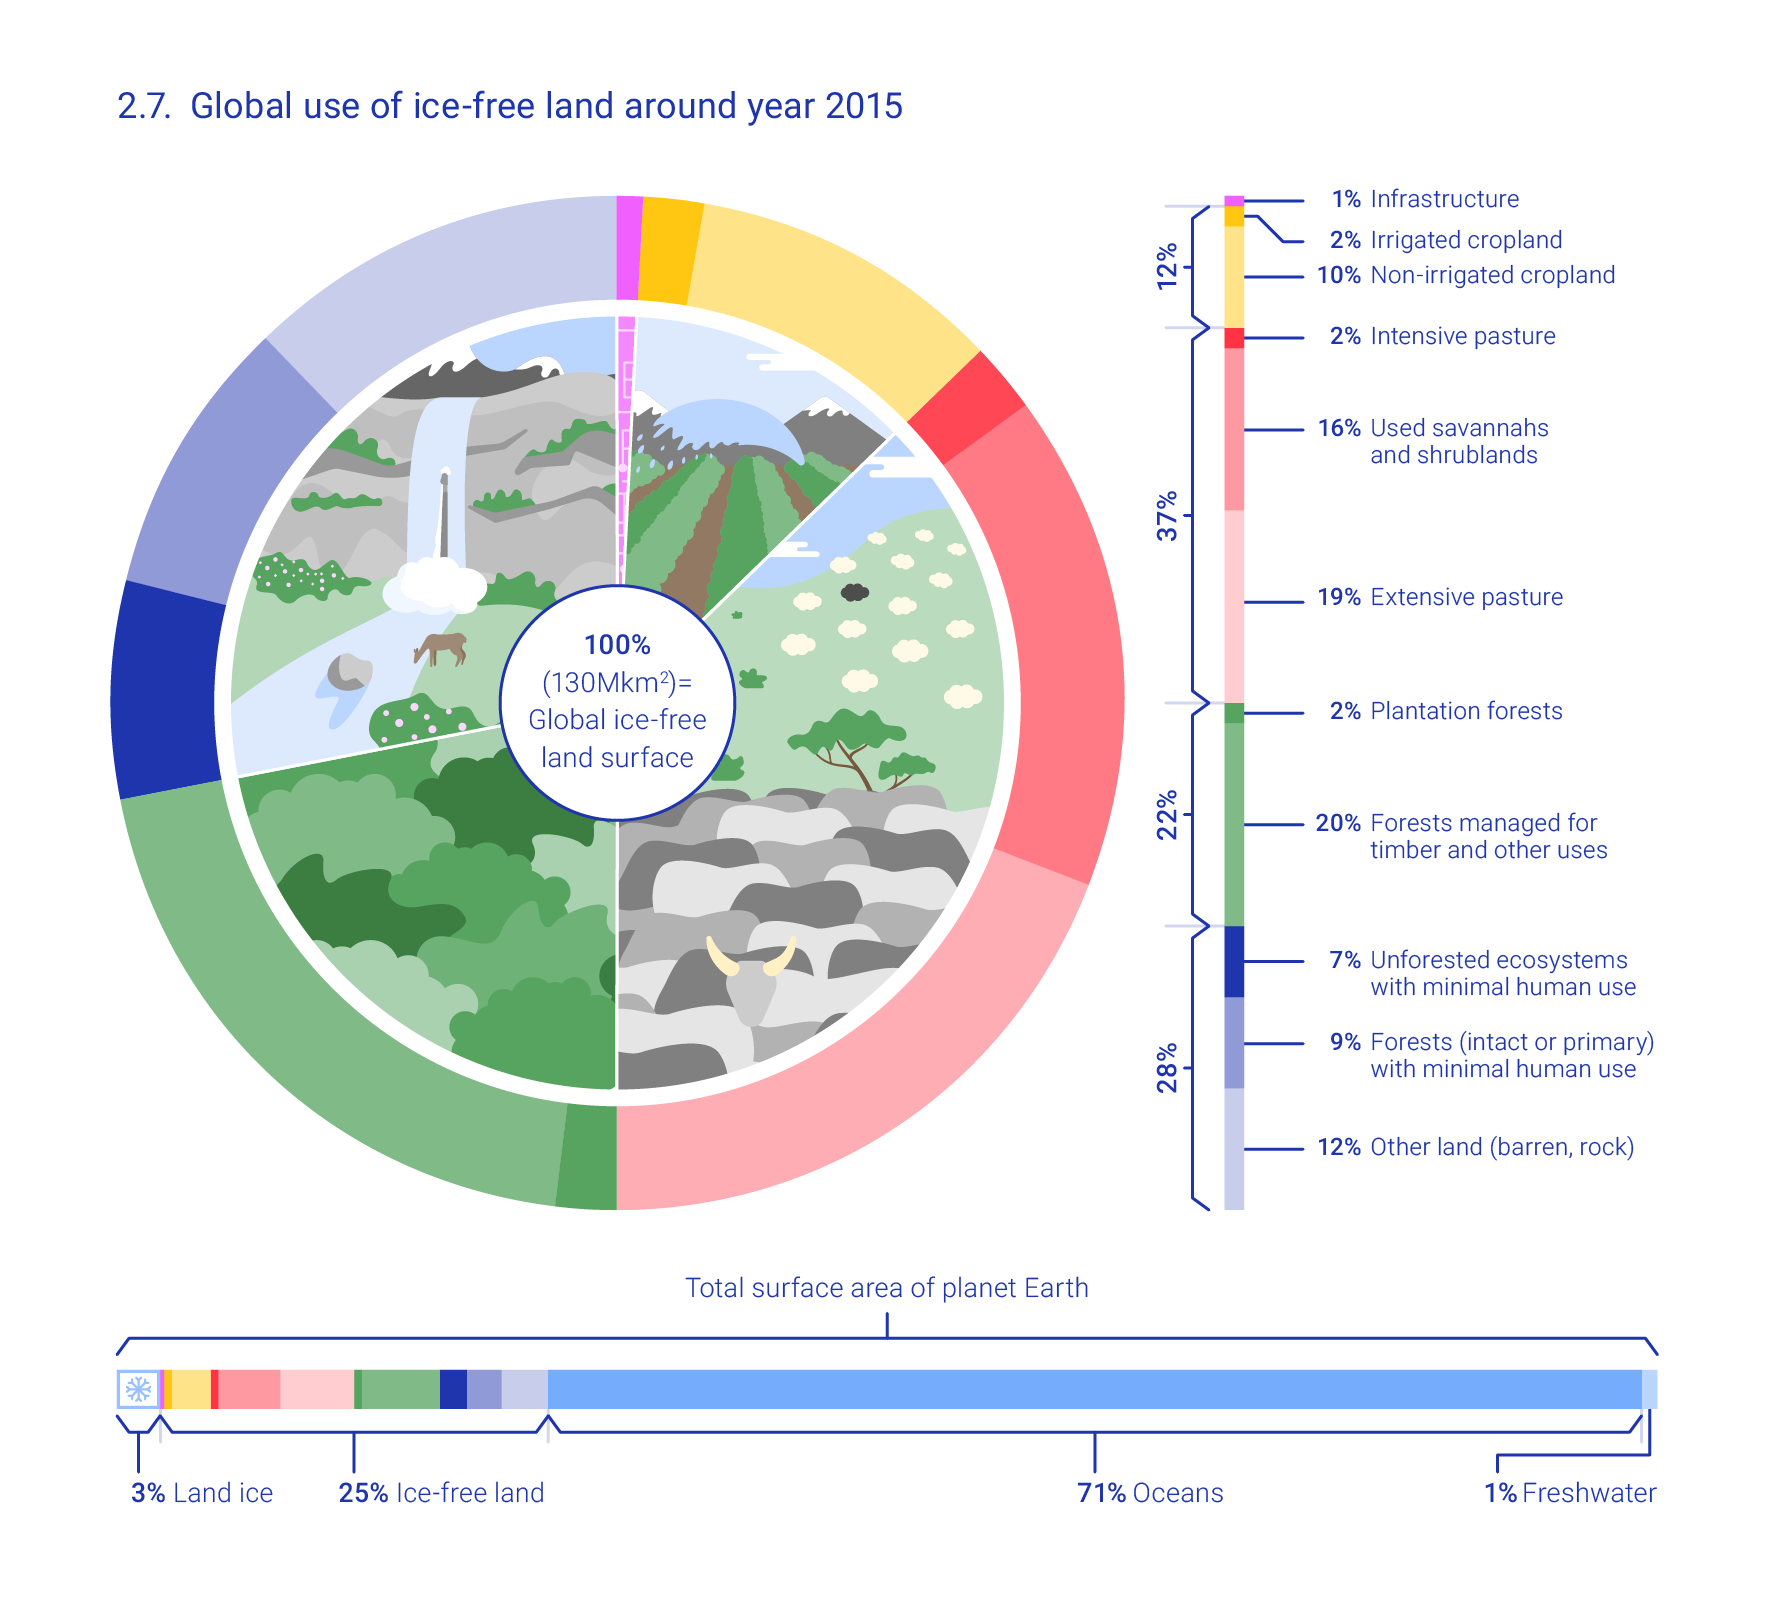 2.7. Global use of ice-free land around year 2015
100%
(130Mkm²)=
Global ice-free
land surface
12%
37%
22%
28%
1% Infrastructure
2% Irrigated cropland
10% Non-irrigated cropland
2% Intensive pasture
16% Used savannahs
and shrublands
19% Extensive pasture
2% Plantation forests
20% Forests managed for
timber and other uses
7% Unforested ecosystems
with minimal human use
9% Forests (intact or primary)
with minimal human use
12% Other land (barren, rock)
Total surface area of planet Earth
3% Land ice
25% Ice-free land
71% Oceans
1% Freshwater